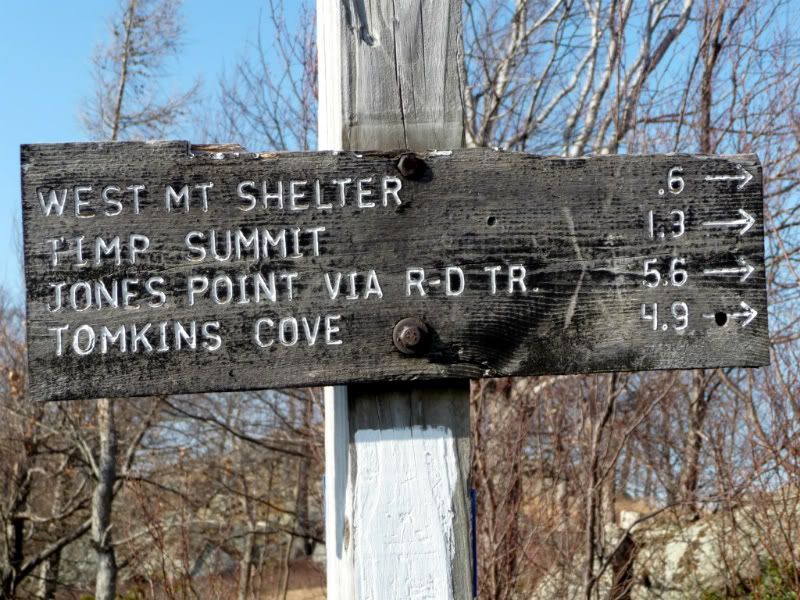 WEST MT SHELTER .6 →
TIMP SUMMIT 1.3 →
JONES POINT VIA R-D TR. 5.6 →
TOMKINS COVE 4.9 →